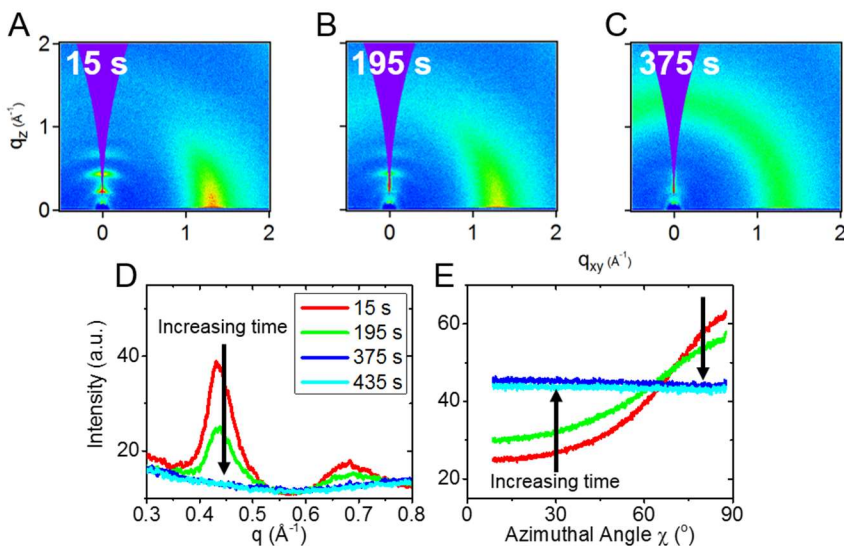 A
B
C
15 s
195 s
375 s
2
1
0
q_z (Å⁻¹)
0
1
2
0
1
2
0
1
2
q_xy (Å⁻¹)
D
E
Increasing time
15 s
195 s
375 s
435 s
Intensity (a.u.)
40
20
0.3
0.4
0.5
0.6
0.7
0.8
q (Å⁻¹)
60
40
20
Increasing time
0
30
60
90
Azimuthal Angle χ (°)